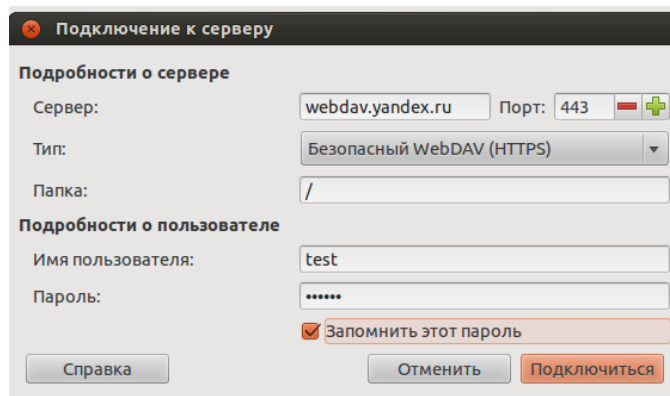 Подключение к серверу
Подробности о сервере
Сервер: webdav.yandex.ru Порт: 443
Тип: Безопасный WebDAV (HTTPS)
Папка: /
Подробности о пользователе
Имя пользователя: test
Пароль: ••••••
Запомнить этот пароль
Справка Отменить Подключиться